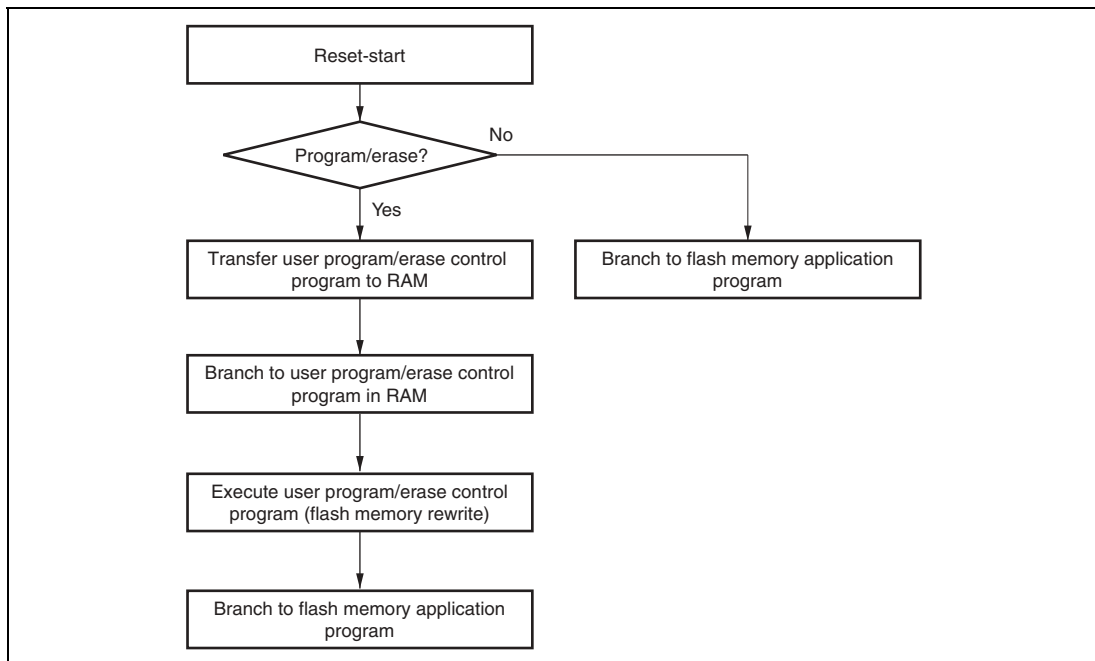 Reset-start
Program/erase?
No
Yes
Transfer user program/erase control
program to RAM
Branch to flash memory application
program
Branch to user program/erase control
program in RAM
Execute user program/erase control
program (flash memory rewrite)
Branch to flash memory application
program